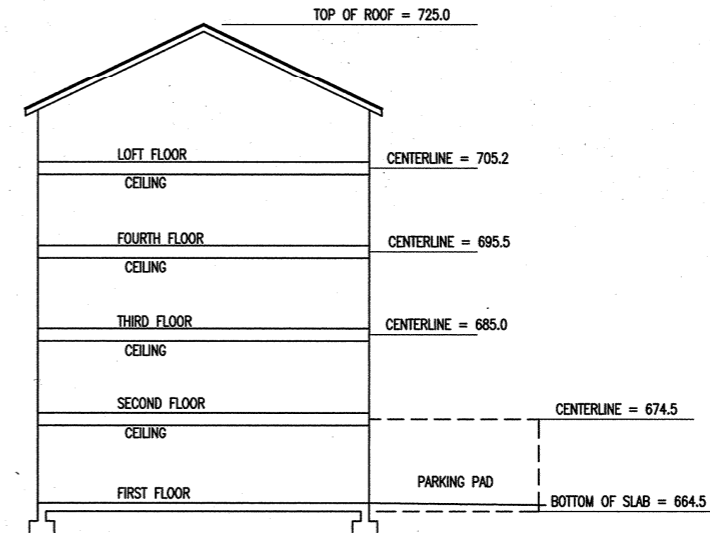 TOP OF ROOF = 725.0
LOFT FLOOR
CENTERLINE = 705.2
CEILING
FOURTH FLOOR
CENTERLINE = 695.5
CEILING
THIRD FLOOR
CENTERLINE = 685.0
CEILING
SECOND FLOOR
CENTERLINE = 674.5
CEILING
PARKING PAD
FIRST FLOOR
BOTTOM OF SLAB = 664.5